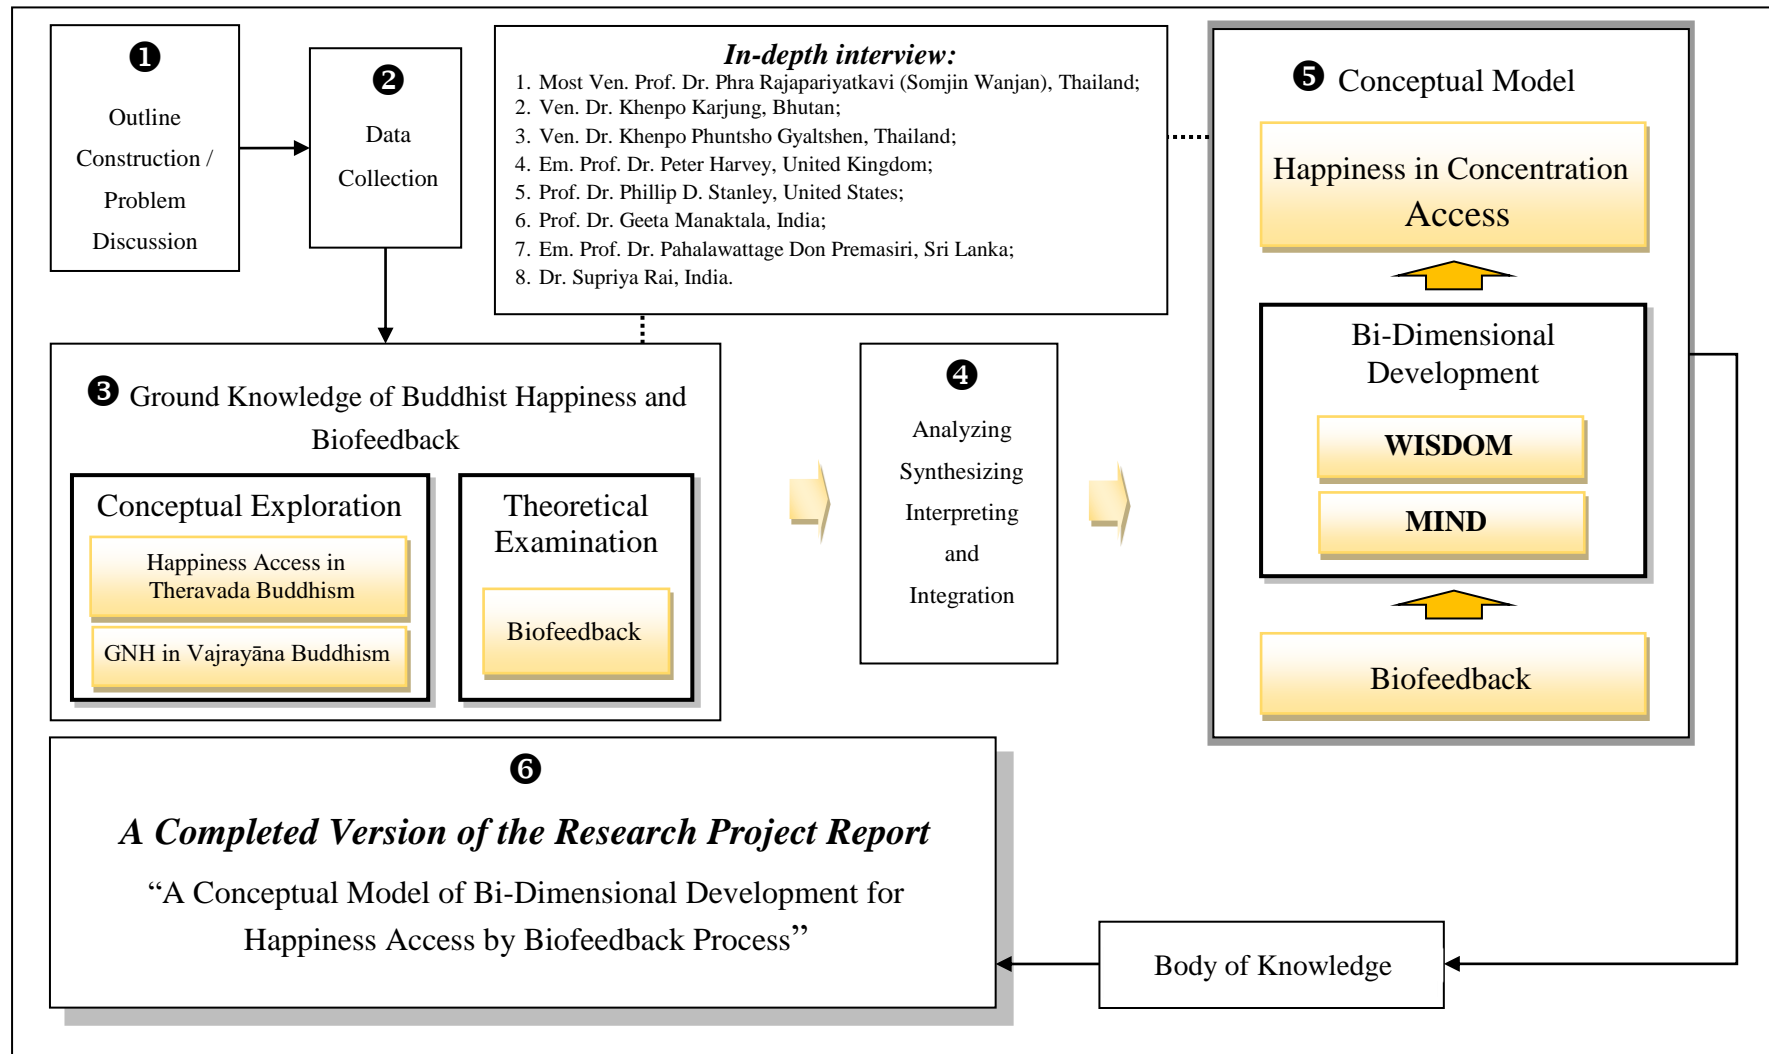 ❶
Outline
Construction /
Problem
Discussion
❷
Data
Collection
In-depth interview:
1. Most Ven. Prof. Dr. Phra Rajapariyatkavi (Somjin Wanjan), Thailand;
2. Ven. Dr. Khenpo Karjung, Bhutan;
3. Ven. Dr. Khenpo Phuntsho Gyaltshen, Thailand;
4. Em. Prof. Dr. Peter Harvey, United Kingdom;
5. Prof. Dr. Phillip D. Stanley, United States;
6. Prof. Dr. Geeta Manaktala, India;
7. Em. Prof. Dr. Pahalawattage Don Premasiri, Sri Lanka;
8. Dr. Supriya Rai, India.
❸ Ground Knowledge of Buddhist Happiness and
Biofeedback
Conceptual Exploration
Happiness Access in
Theravada Buddhism
GNH in Vajrayāna Buddhism
Theoretical
Examination
Biofeedback
❹
Analyzing
Synthesizing
Interpreting
and
Integration
❺ Conceptual Model
Happiness in Concentration
Access
Bi-Dimensional
Development
WISDOM
MIND
Biofeedback
❻
A Completed Version of the Research Project Report
“A Conceptual Model of Bi-Dimensional Development for
Happiness Access by Biofeedback Process”
Body of Knowledge